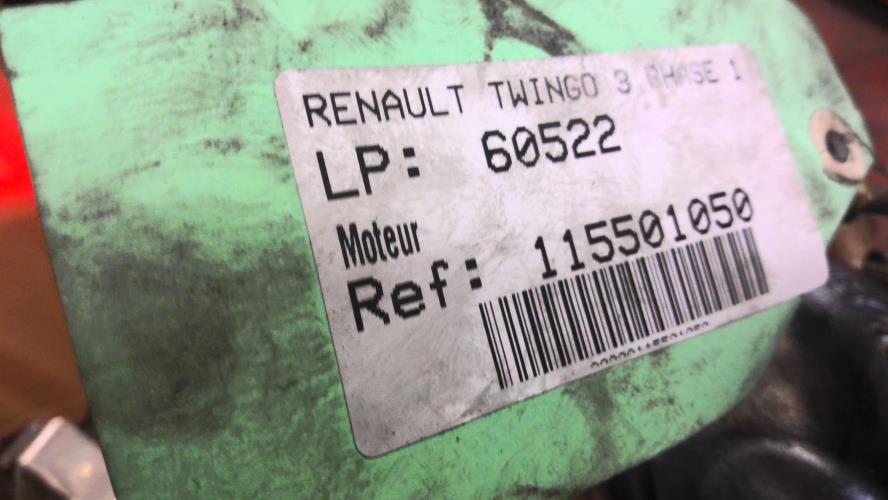 RENAULT TWINGO 3 PHASE 1
LP: 60522
Moteur
Ref: 115501050